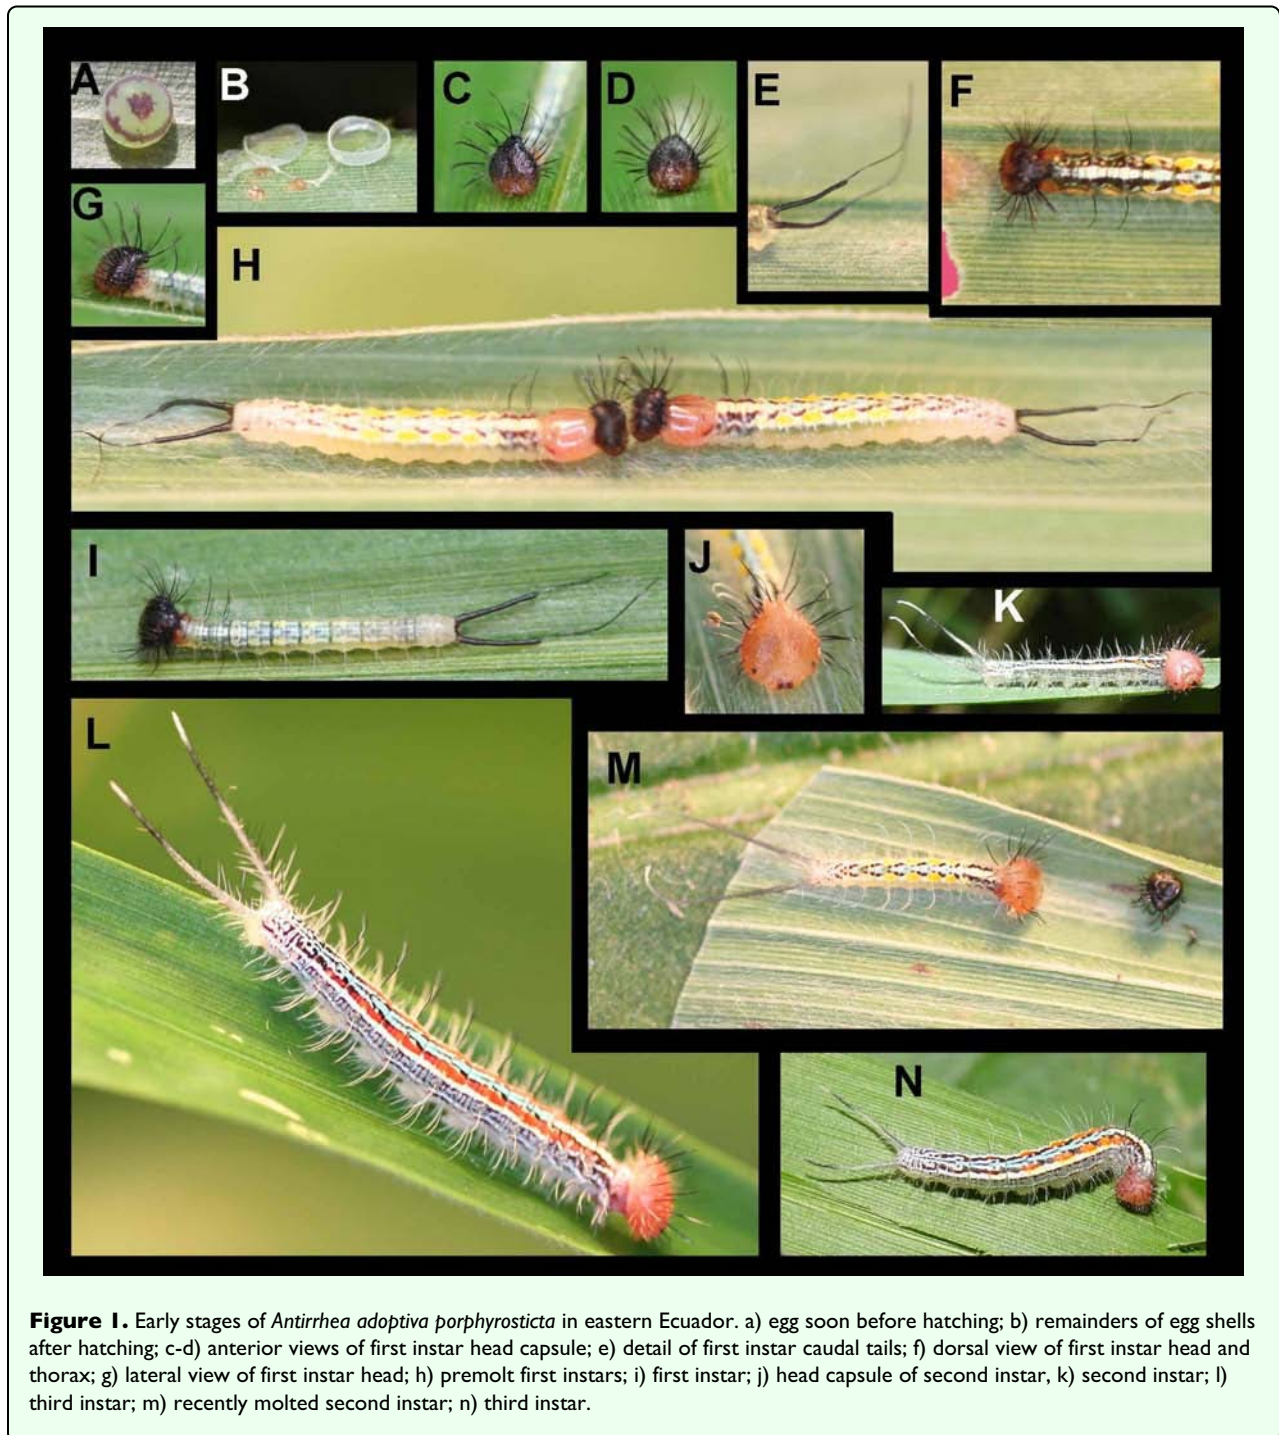 A
B
C
D
E
F
G
H
I
J
K
L
M
N
Figure 1. Early stages of Antirrhea adoptiva porphyrosticta in eastern Ecuador. a) egg soon before hatching; b) remainders of egg shells
after hatching; c-d) anterior views of first instar head capsule; e) detail of first instar caudal tails; f) dorsal view of first instar head and
thorax; g) lateral view of first instar head; h) premolt first instars; i) first instar; j) head capsule of second instar, k) second instar; l)
third instar; m) recently molted second instar; n) third instar.